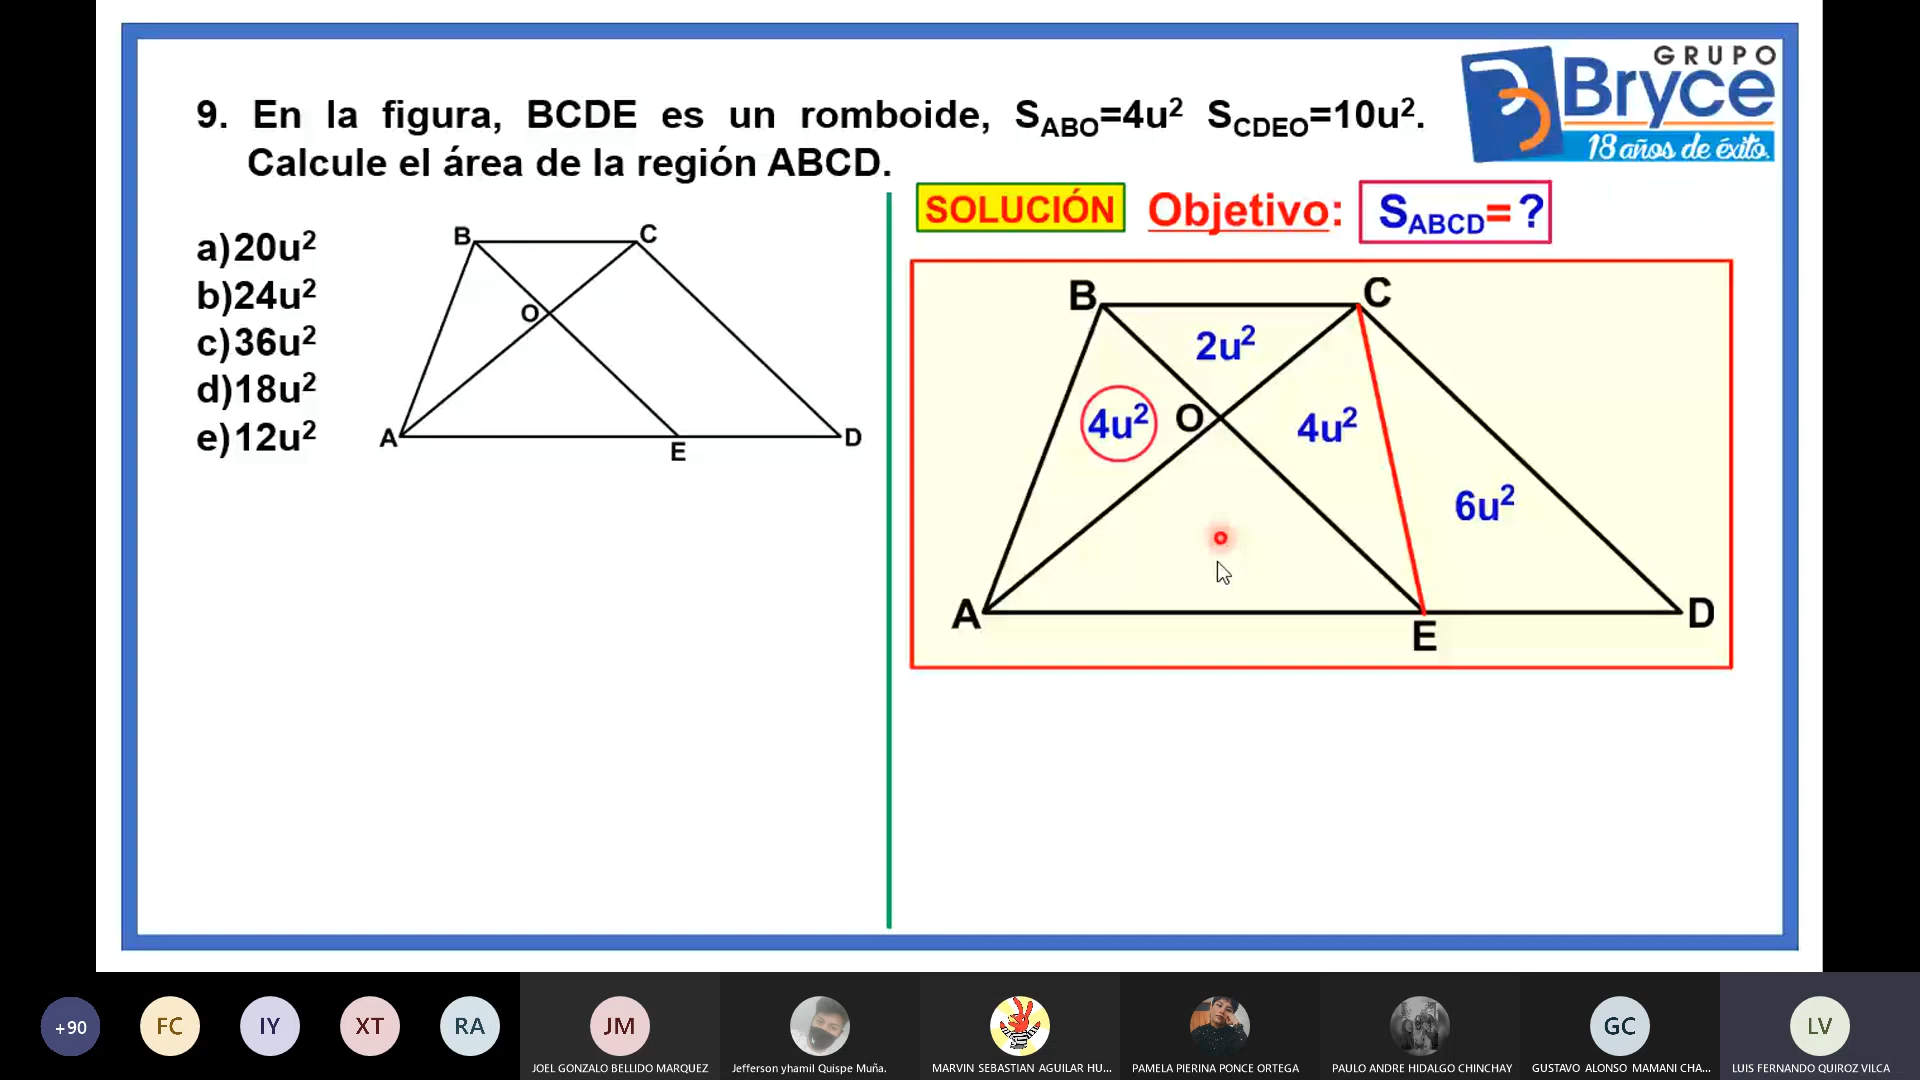 GRUPO
Bryce
18 años de éxito.
9. En la figura, BCDE es un romboide, S_ABO=4u² S_CDEO=10u².
Calcule el área de la región ABCD.
a)20u²
b)24u²
c)36u²
d)18u²
e)12u²
B
C
O
A
E
D
SOLUCIÓN Objetivo: S_ABCD=?
B
C
2u²
4u²
O
4u²
6u²
A
E
D
+90
FC
IY
XT
RA
JM
GC
LV
JOEL GONZALO BELLIDO MARQUEZ
Jefferson yhamil Quispe Muña.
MARVIN SEBASTIAN AGUILAR HU...
PAMELA PIERINA PONCE ORTEGA
PAULO ANDRE HIDALGO CHINCHAY
GUSTAVO ALONSO MAMANI CHA...
LUIS FERNANDO QUIROZ VILCA